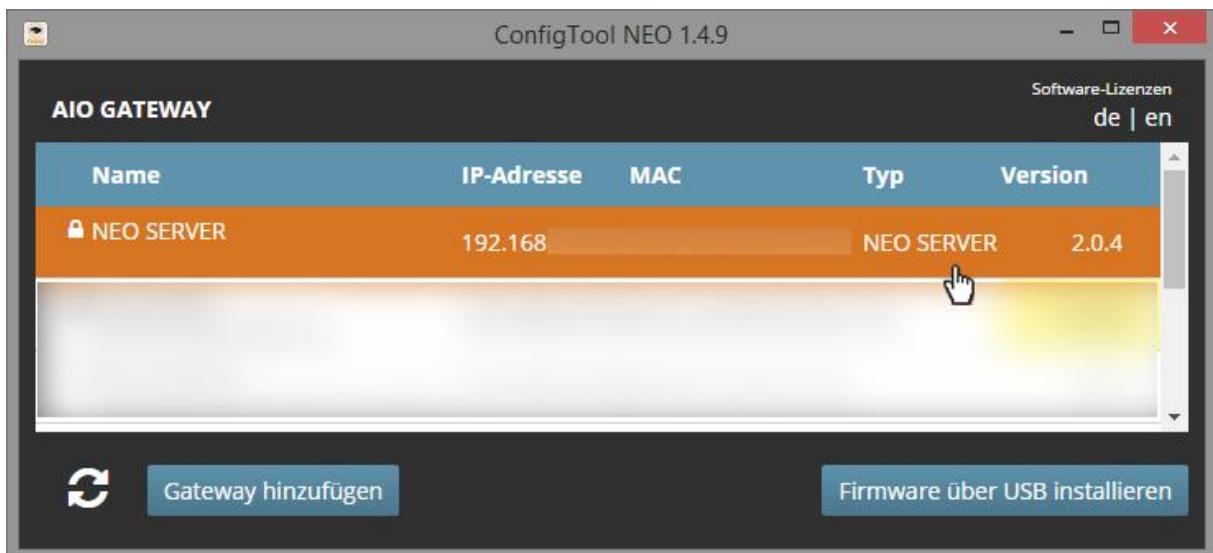 ConfigTool NEO 1.4.9
Software-Lizenzen
AIO GATEWAY
de | en
Name IP-Adresse MAC Typ Version
NEO SERVER 192.168 NEO SERVER 2.0.4
Gateway hinzufügen Firmware über USB installieren